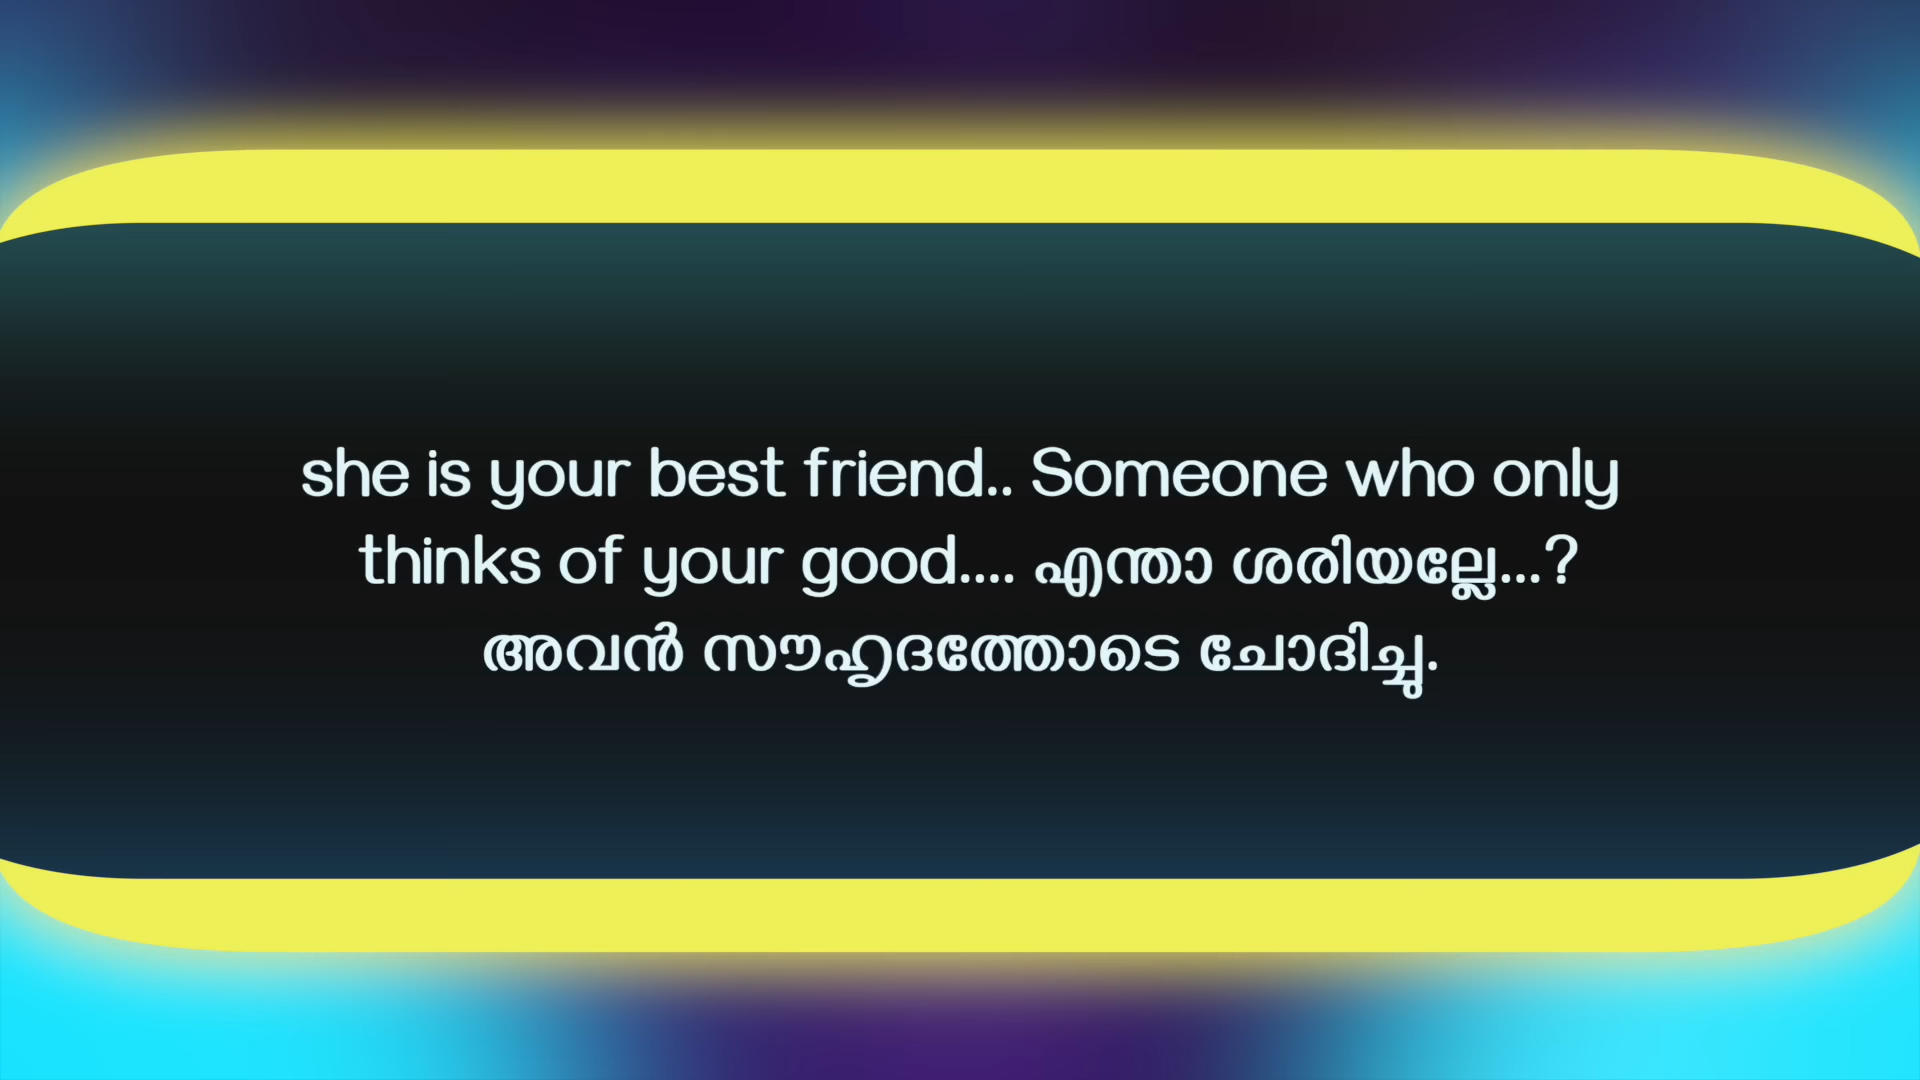 she is your best friend.. Someone who only
thinks of your good.... എന്താ ശരിയല്ലേ...?
അവൻ സൗഹൃദത്തോടെ ചോദിച്ചു.